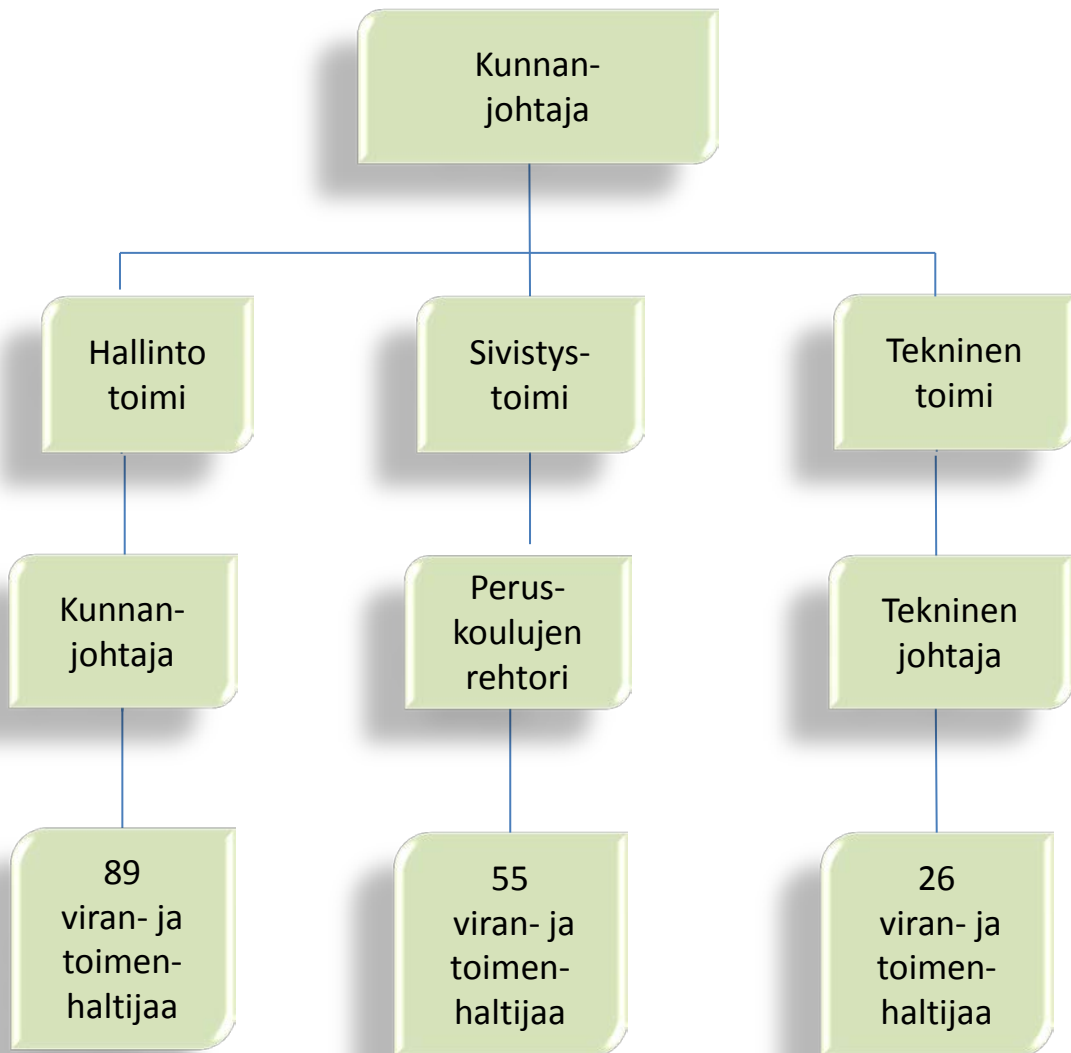 Kunnan-
johtaja
Hallinto
toimi
Sivistys-
toimi
Tekninen
toimi
Kunnan-
johtaja
Perus-
koulujen
rehtori
Tekninen
johtaja
89
viran- ja
toimen-
haltijaa
55
viran- ja
toimen-
haltijaa
26
viran- ja
toimen-
haltijaa